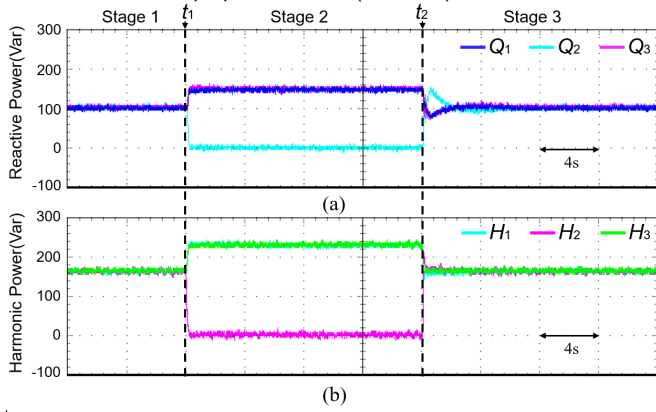 Stage 1 t1 Stage 2 t2 Stage 3
Reactive Power(Var)
300
200
100
0
-100
Q1 Q2 Q3
4s
(a)
Harmonic Power(Var)
300
200
100
0
-100
H1 H2 H3
4s
(b)